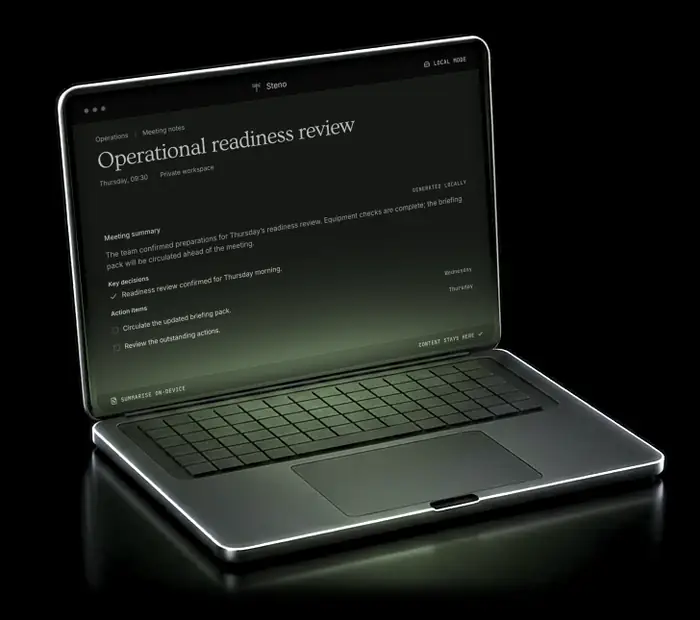 Steno
LOCAL MODE
Operations / Meeting notes
Operational readiness review
Thursday, 09:30 Private workspace
GENERATED LOCALLY
Meeting summary
The team confirmed preparations for Thursday's readiness review. Equipment checks are complete; the briefing
pack will be circulated ahead of the meeting.
Key decisions
Readiness review confirmed for Thursday morning.
Action items
Circulate the updated briefing pack.
Wednesday
Review the outstanding actions.
Thursday
SUMMARISE ON-DEVICE
CONTENT STAYS HERE